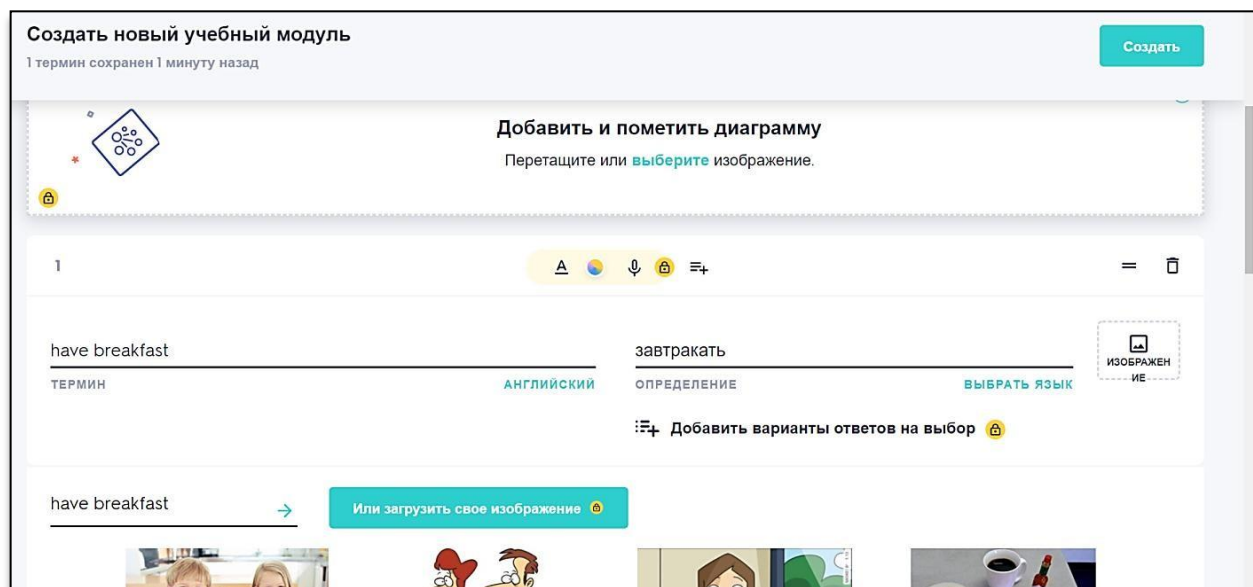 Создать новый учебный модуль
Создать
1 термин сохранен 1 минуту назад
Добавить и пометить диаграмму
Перетащите или выберите изображение.
1
A
have breakfast
завтракать
ИЗОБРАЖЕН
ИЕ
ТЕРМИН
АНГЛИЙСКИЙ
ОПРЕДЕЛЕНИЕ
ВЫБРАТЬ ЯЗЫК
Добавить варианты ответов на выбор
have breakfast
Или загрузить свое изображение